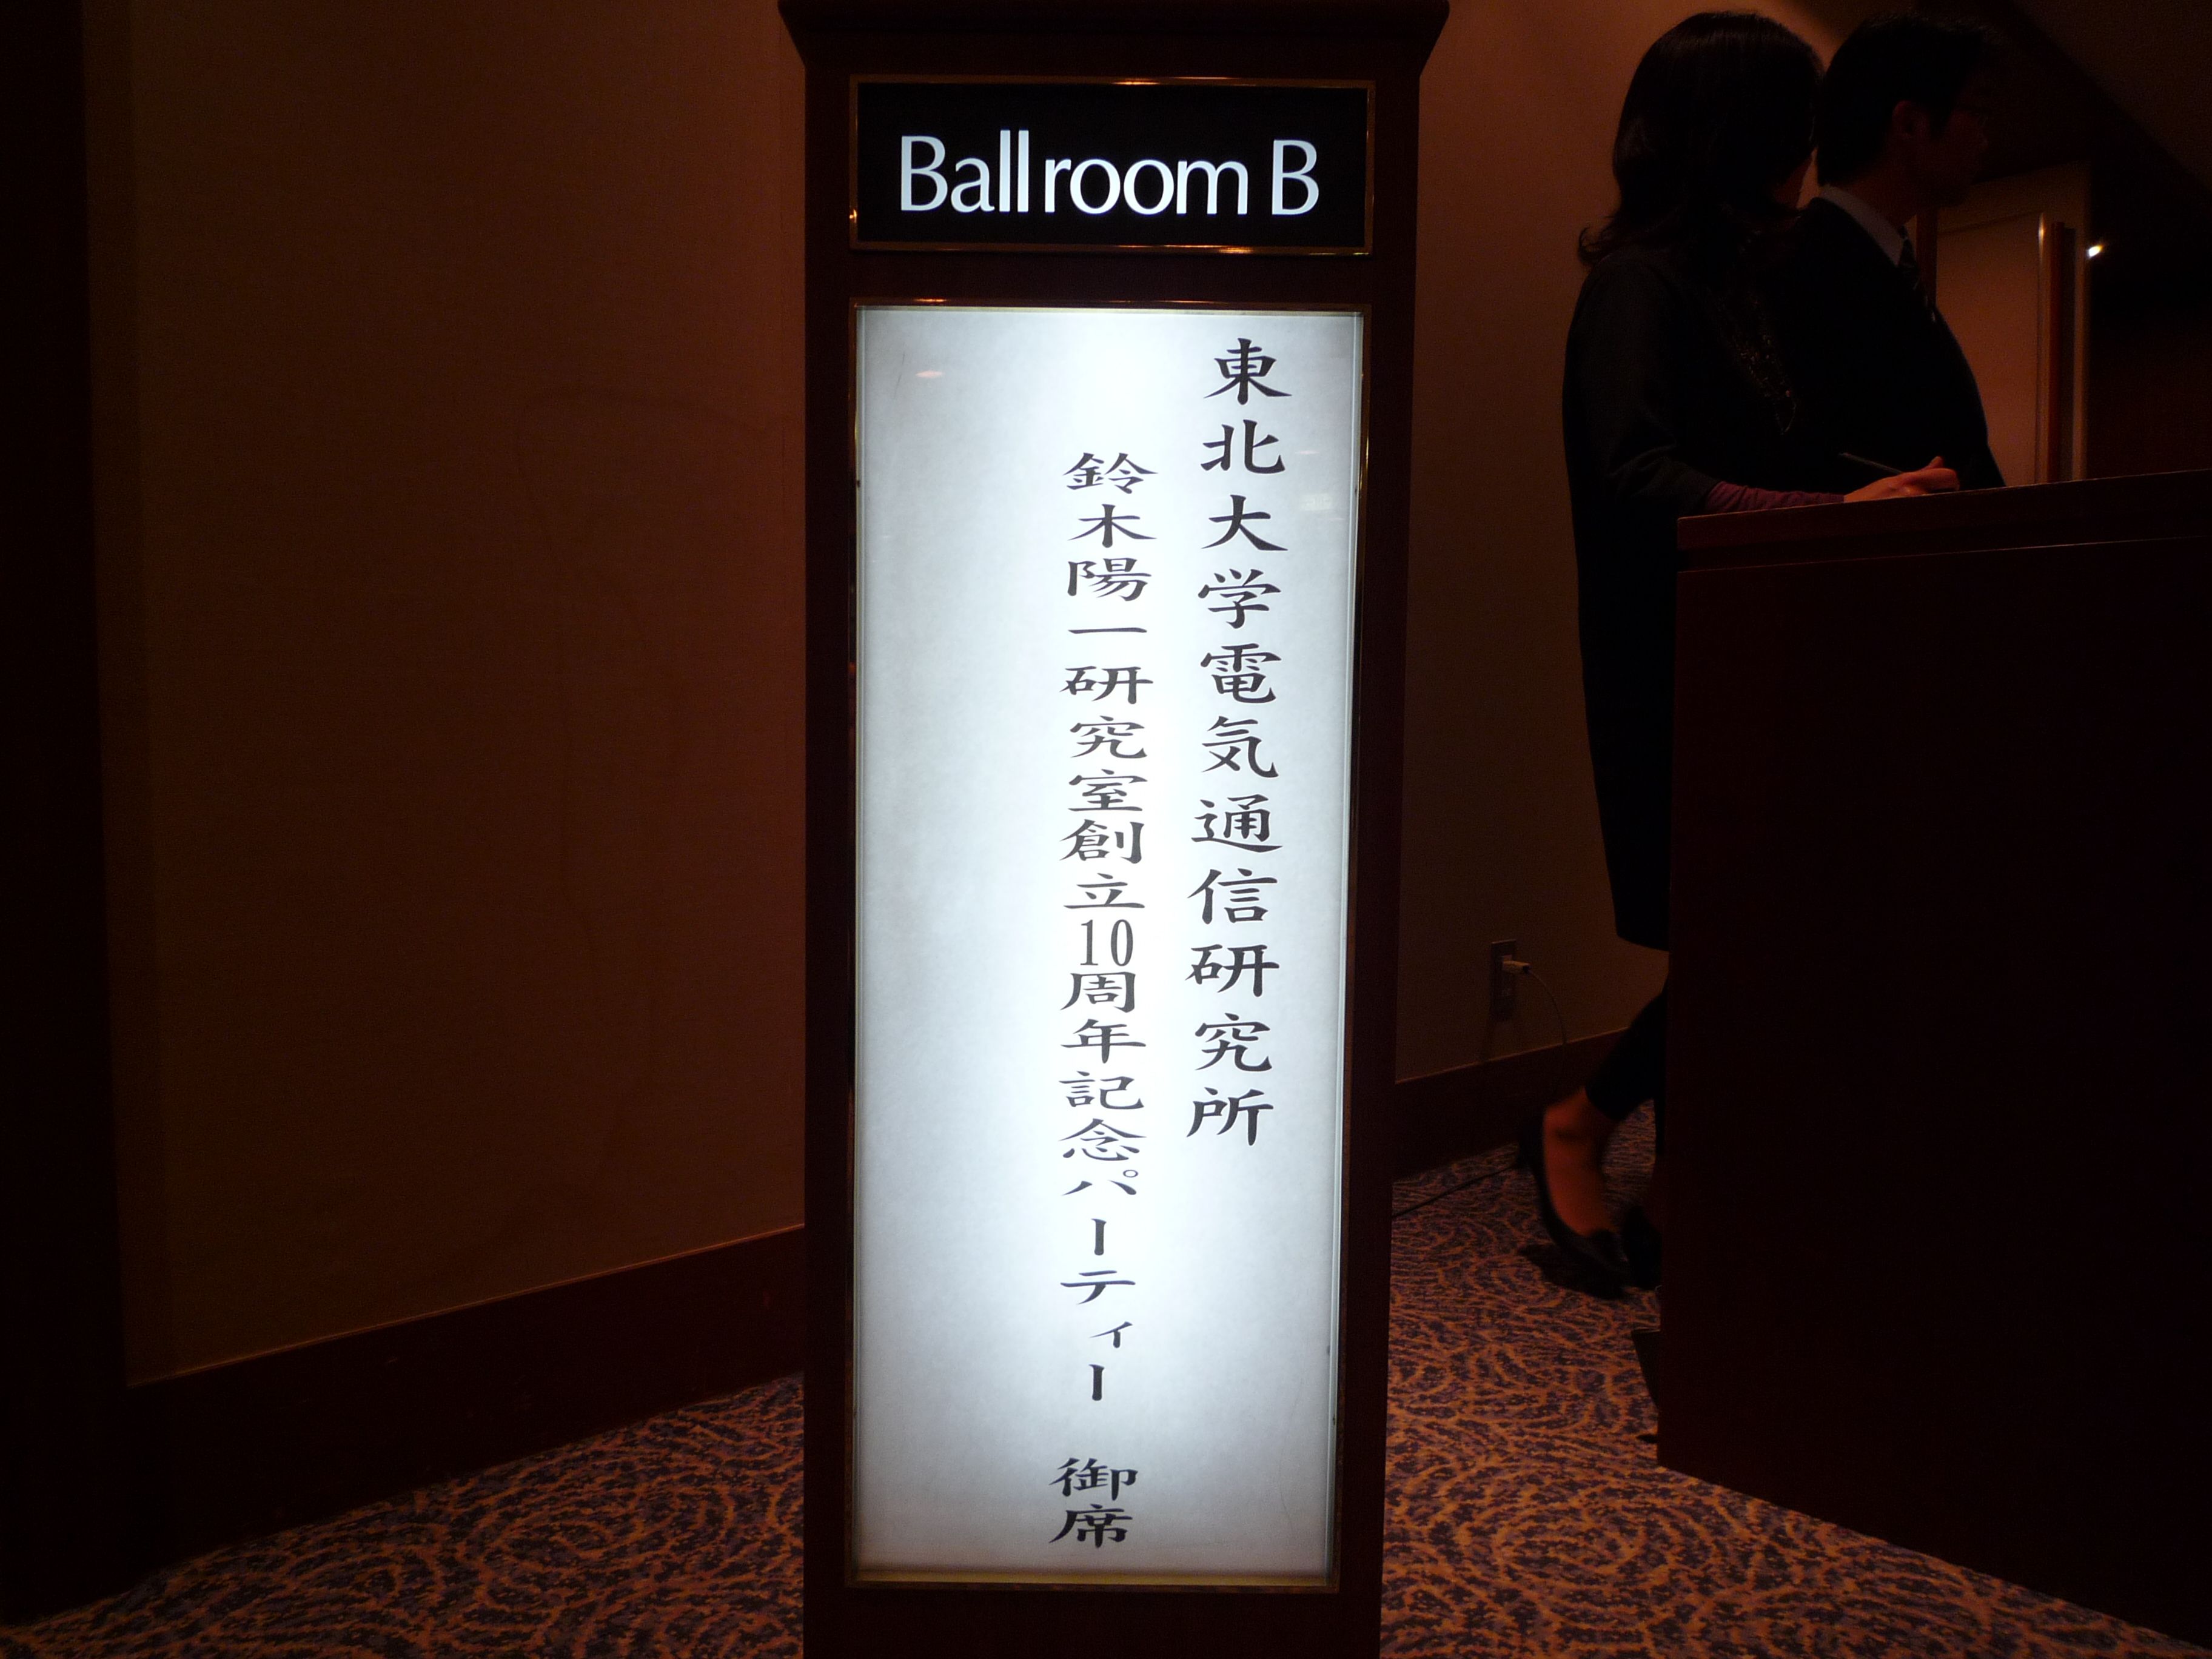 Ballroom B
東北大学電気通信研究所
鈴木陽一研究室創立10周年記念パーティー 御席